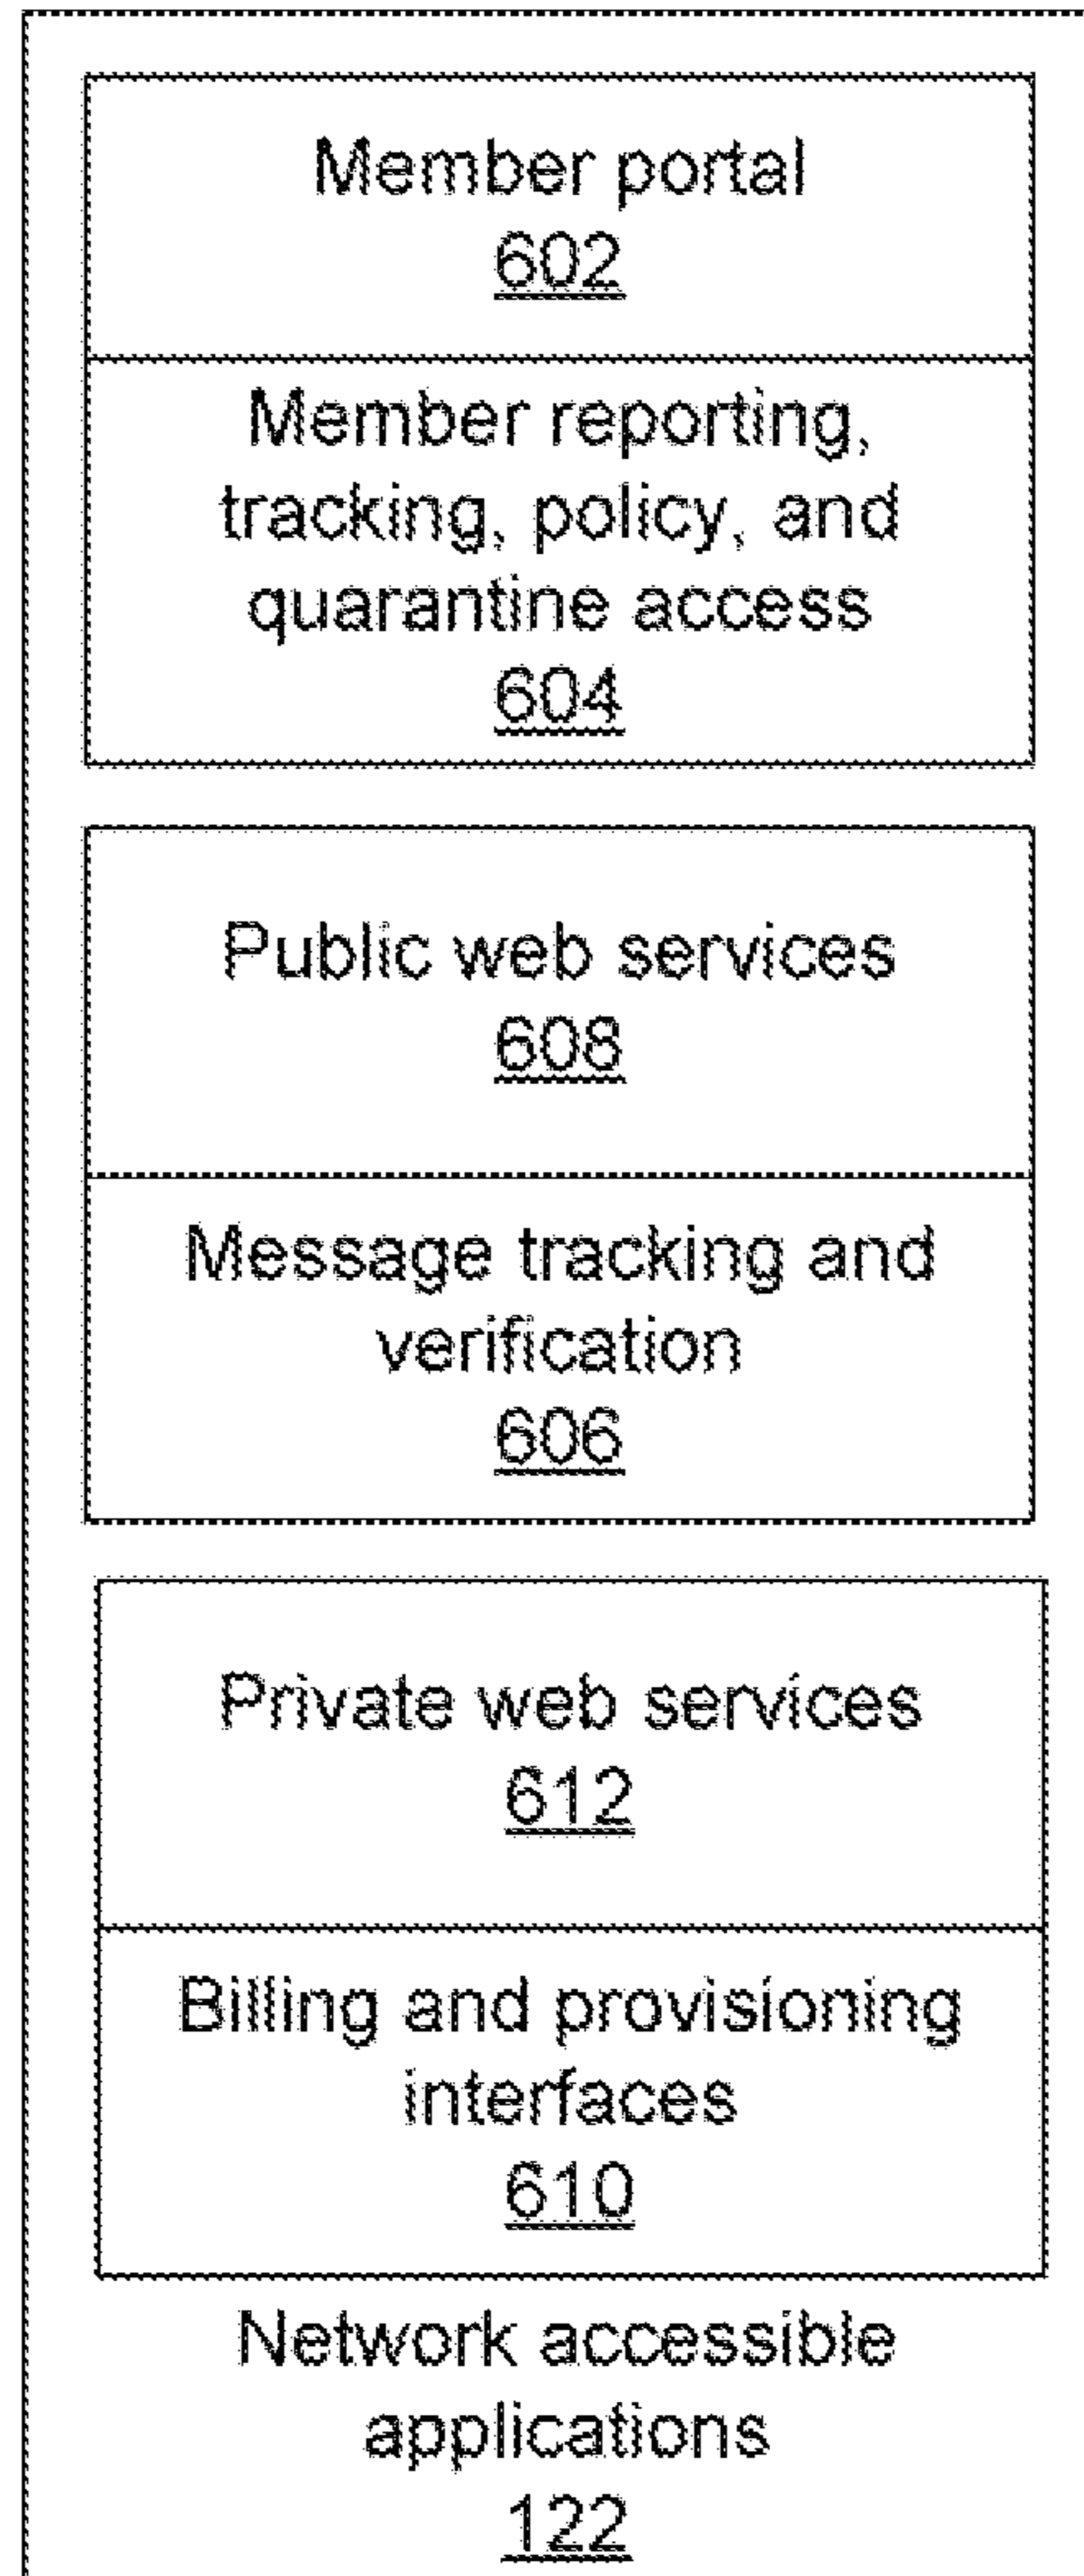 Member portal
602
Member reporting,
tracking, policy, and
quarantine access
604
Public web services
608
Message tracking and
verification
606
Private web services
612
Billing and provisioning
interfaces
610
Network accessible
applications
122